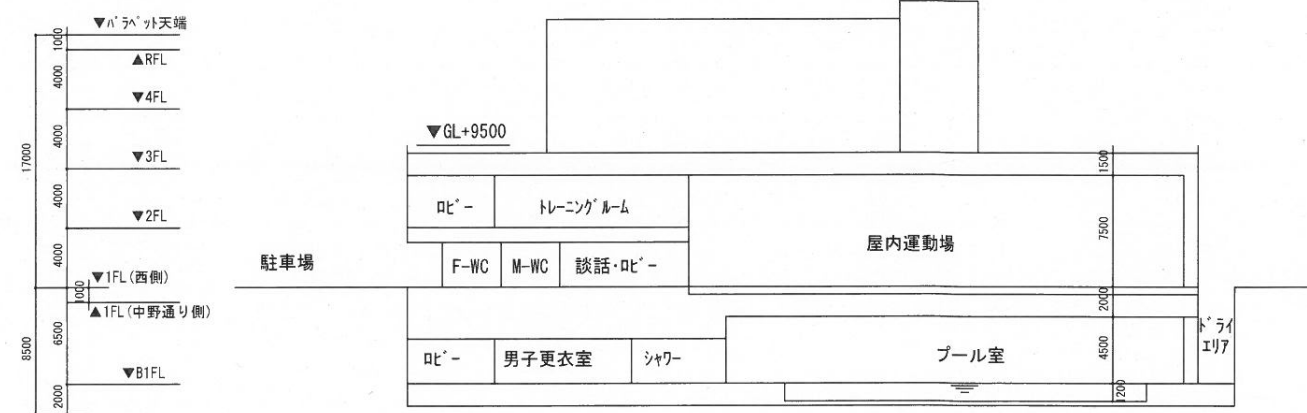 ▼パラペット天端
1000
▲RFL
4000
▼4FL
4000
▼3FL
4000
▼2FL
4000
17000
▼1FL(西側)
1000
▲1FL(中野通り側)
6500
8500
▼B1FL
2000
▼GL+9500
1500
ロビー
トレーニングルーム
屋内運動場
7500
駐車場
F-WC
M-WC
談話・ロビー
2000
ドライ
エリア
ロビー
男子更衣室
シャワー
プール室
4500
1200